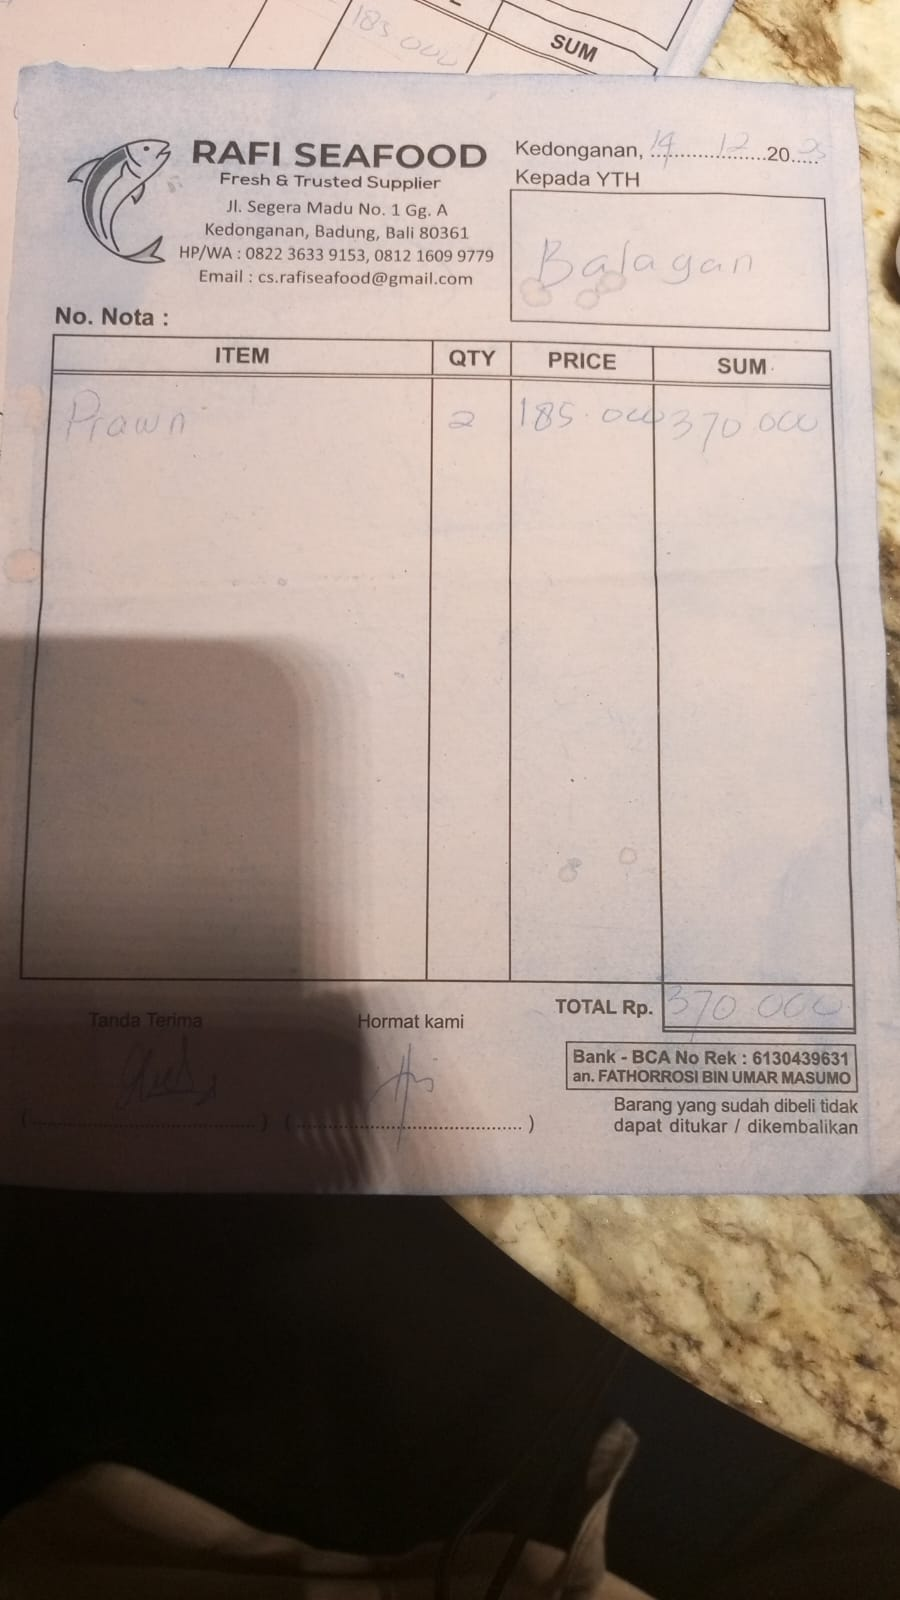 185 000
SUM
RAFI SEAFOOD
Fresh & Trusted Supplier
Jl. Segera Madu No. 1 Gg. A
Kedonganan, Badung, Bali 80361
HP/WA : 0822 3633 9153, 0812 1609 9779
Email : cs.rafiseafood@gmail.com
Kedonganan, 14 12 2025
Kepada YTH
Balagan
No. Nota :
ITEM QTY PRICE SUM
Prawn 2 185.000 370 000
TOTAL Rp. 370 000
Tanda Terima Hormat kami
Bank - BCA No Rek : 6130439631
an. FATHORROSI BIN UMAR MASUMO
Barang yang sudah dibeli tidak
dapat ditukar / dikembalikan